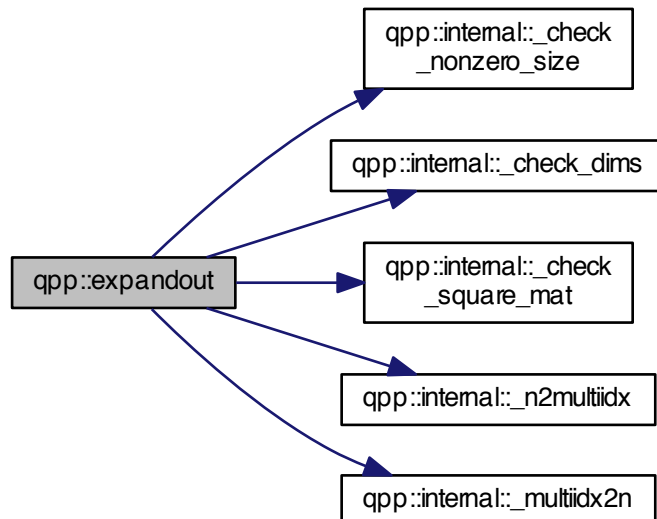 qpp::internal::_check
_nonzero_size
qpp::internal::_check_dims
qpp::expandout
qpp::internal::_check
_square_mat
qpp::internal::_n2multiidx
qpp::internal::_multiidx2n